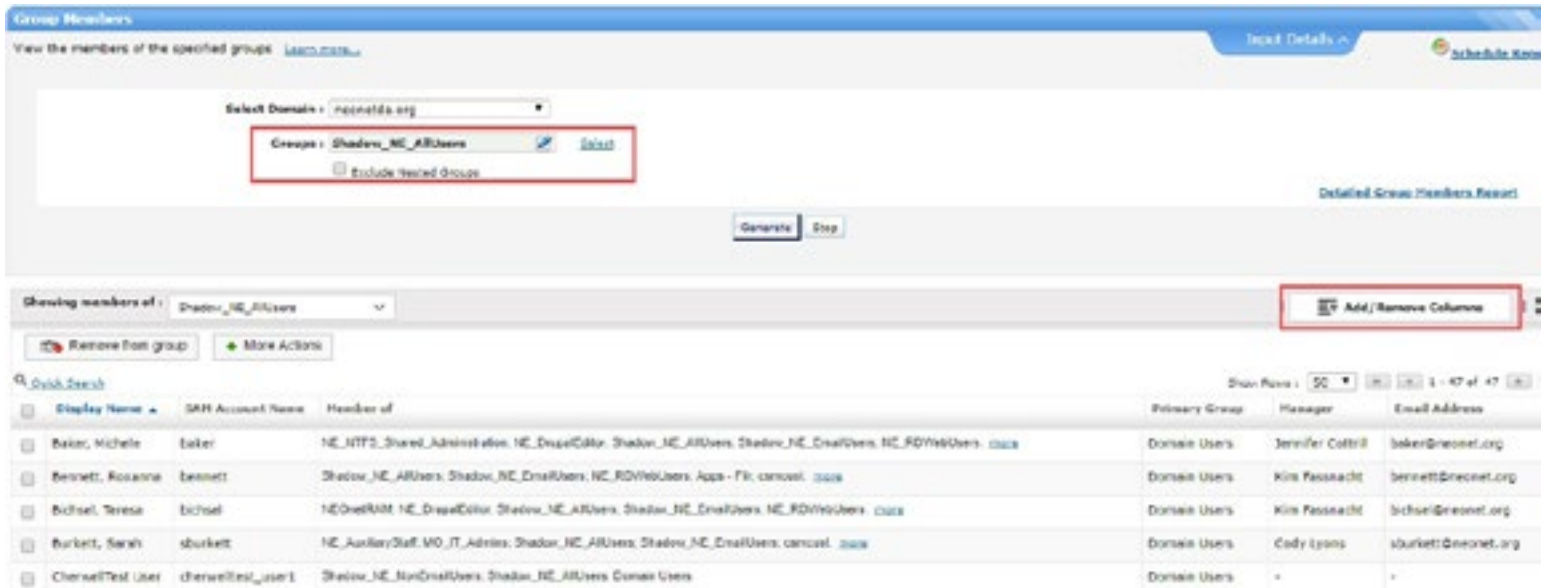 Group Members
View the members of the specified groups Learn more...
Input Details
Schedule
Select Domain : neonetda.org
Groups : Shadow_NE_AllUsers Select
Exclude Nested Groups
Detailed Group Members Report
Generate Stop
Showing members of : Shadow_NE_AllUsers
Add/Remove Columns
Remove from group More Actions
Quick Search
Show Rows : 50 1 - 47 of 47
Display Name SAM Account Name Member of Primary Group Manager Email Address
Baker, Michele baker NE_NTFS_Shared_Administration, NE_DrupalEditor, Shadow_NE_AllUsers, Shadow_NE_EmailUsers, NE_RDWebUsers. more Domain Users Jennifer Cottrill baker@neonet.org
Bennett, Roxanne bennett Shadow_NE_AllUsers, Shadow_NE_EmailUsers, NE_RDWebUsers, Apps - carousel. more Domain Users Kim Fassnacht bennett@neonet.org
Bichsel, Teresa bichsel NEOnetRAM, NE_DrupalEditor, Shadow_NE_AllUsers, Shadow_NE_EmailUsers, NE_RDWebUsers. more Domain Users Kim Fassnacht bichsel@neonet.org
Burkett, Sarah sburkett NE_AuxiliaryStaff, MO_IT_Admins, Shadow_NE_AllUsers, Shadow_NE_EmailUsers, carousel. more Domain Users Cody Lyons sburkett@neonet.org
CherwellTest User cherwelltest_user1 Shadow_NE_NonEmailUsers, Shadow_NE_AllUsers, Domain Users Domain Users - -